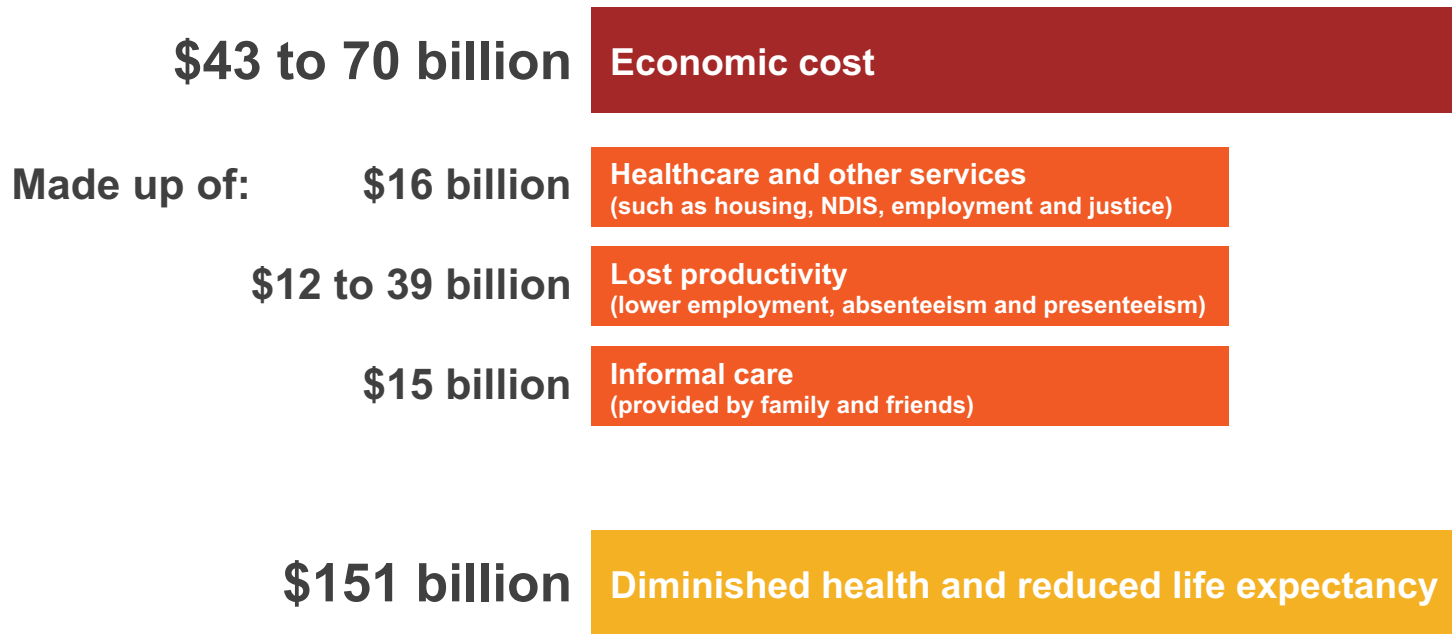 $43 to 70 billion Economic cost
Made up of: $16 billion Healthcare and other services
(such as housing, NDIS, employment and justice)
$12 to 39 billion Lost productivity
(lower employment, absenteeism and presenteeism)
$15 billion Informal care
(provided by family and friends)
$151 billion Diminished health and reduced life expectancy